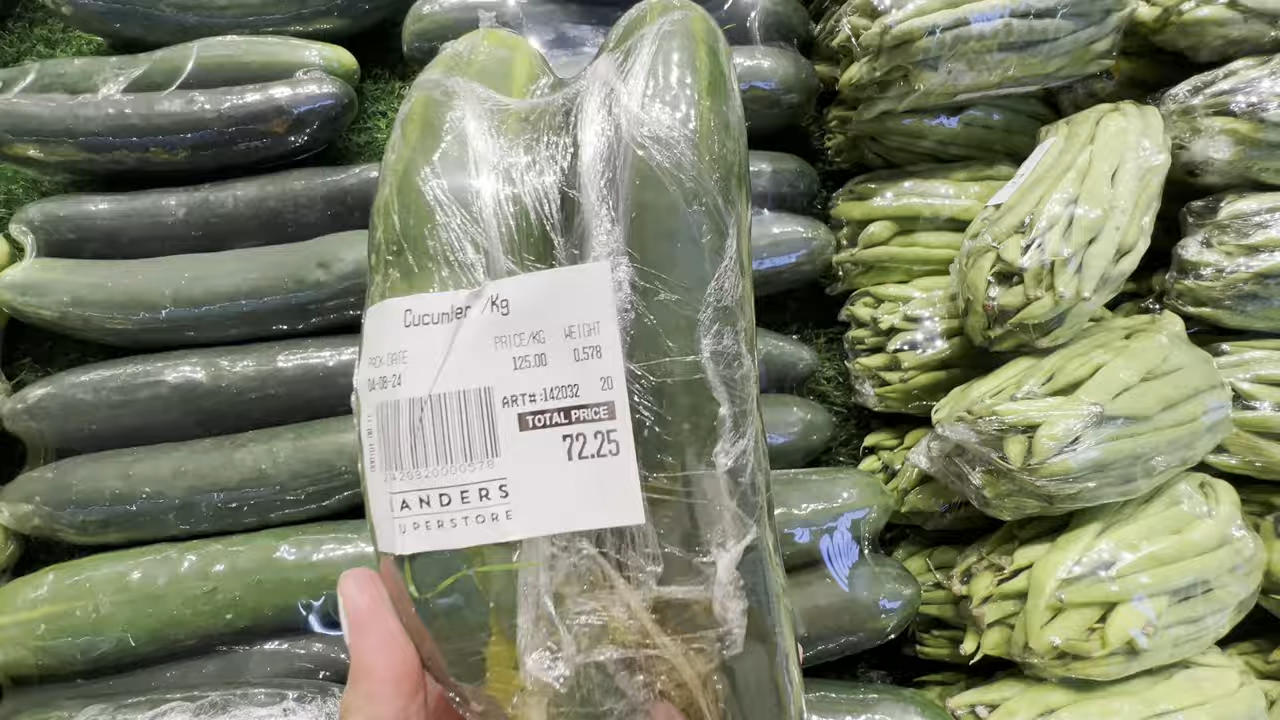 Cucumber /Kg
PRICE/KG WEIGHT
PACK DATE 125.00 0.578
04-08-24
ART#:142032 20
TOTAL PRICE
72.25
ANDERS
UPERSTORE